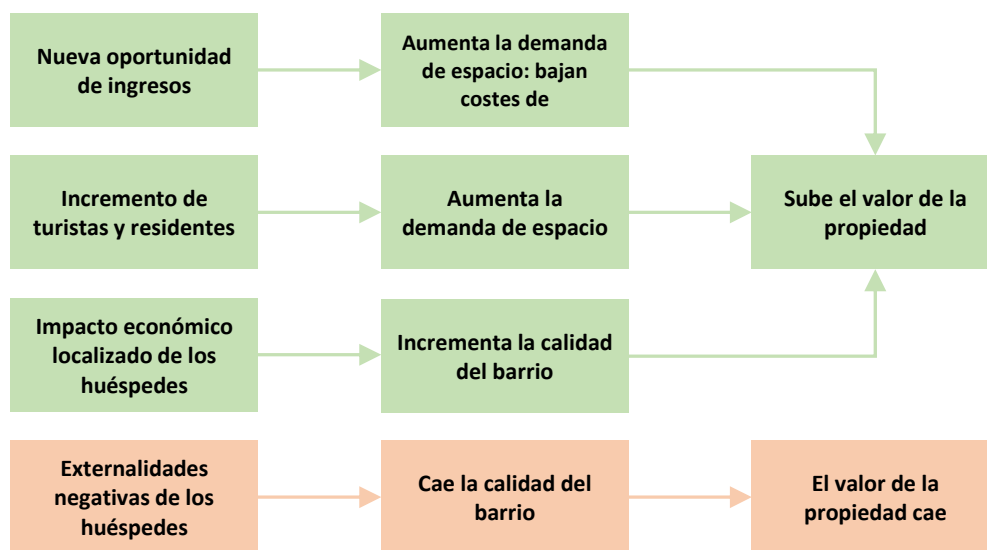 Nueva oportunidad
de ingresos
Aumenta la demanda
de espacio: bajan
costes de
Incremento de
turistas y residentes
Aumenta la
demanda de espacio
Sube el valor de la
propiedad
Impacto económico
localizado de los
huéspedes
Incrementa la calidad
del barrio
Externalidades
negativas de los
huéspedes
Cae la calidad del
barrio
El valor de la
propiedad cae